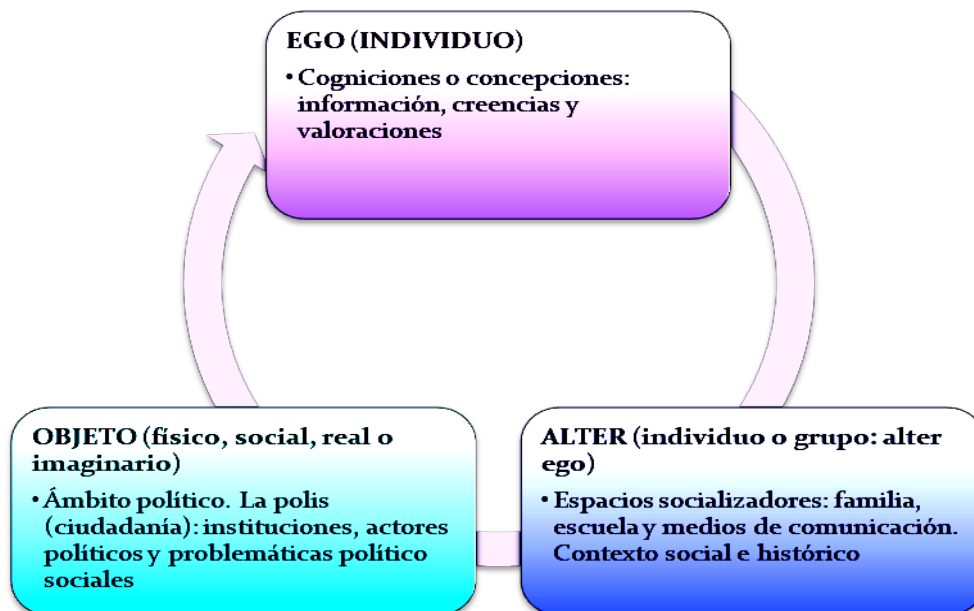 EGO (INDIVIDUO)
• Cogniciones o concepciones:
información, creencias y
valoraciones
OBJETO (físico, social, real o
imaginario)
• Ámbito político. La polis
(ciudadanía): instituciones, actores
políticos y problemáticas político
sociales
ALTER (individuo o grupo: alter
ego)
• Espacios socializadores: familia,
escuela y medios de comunicación.
Contexto social e histórico